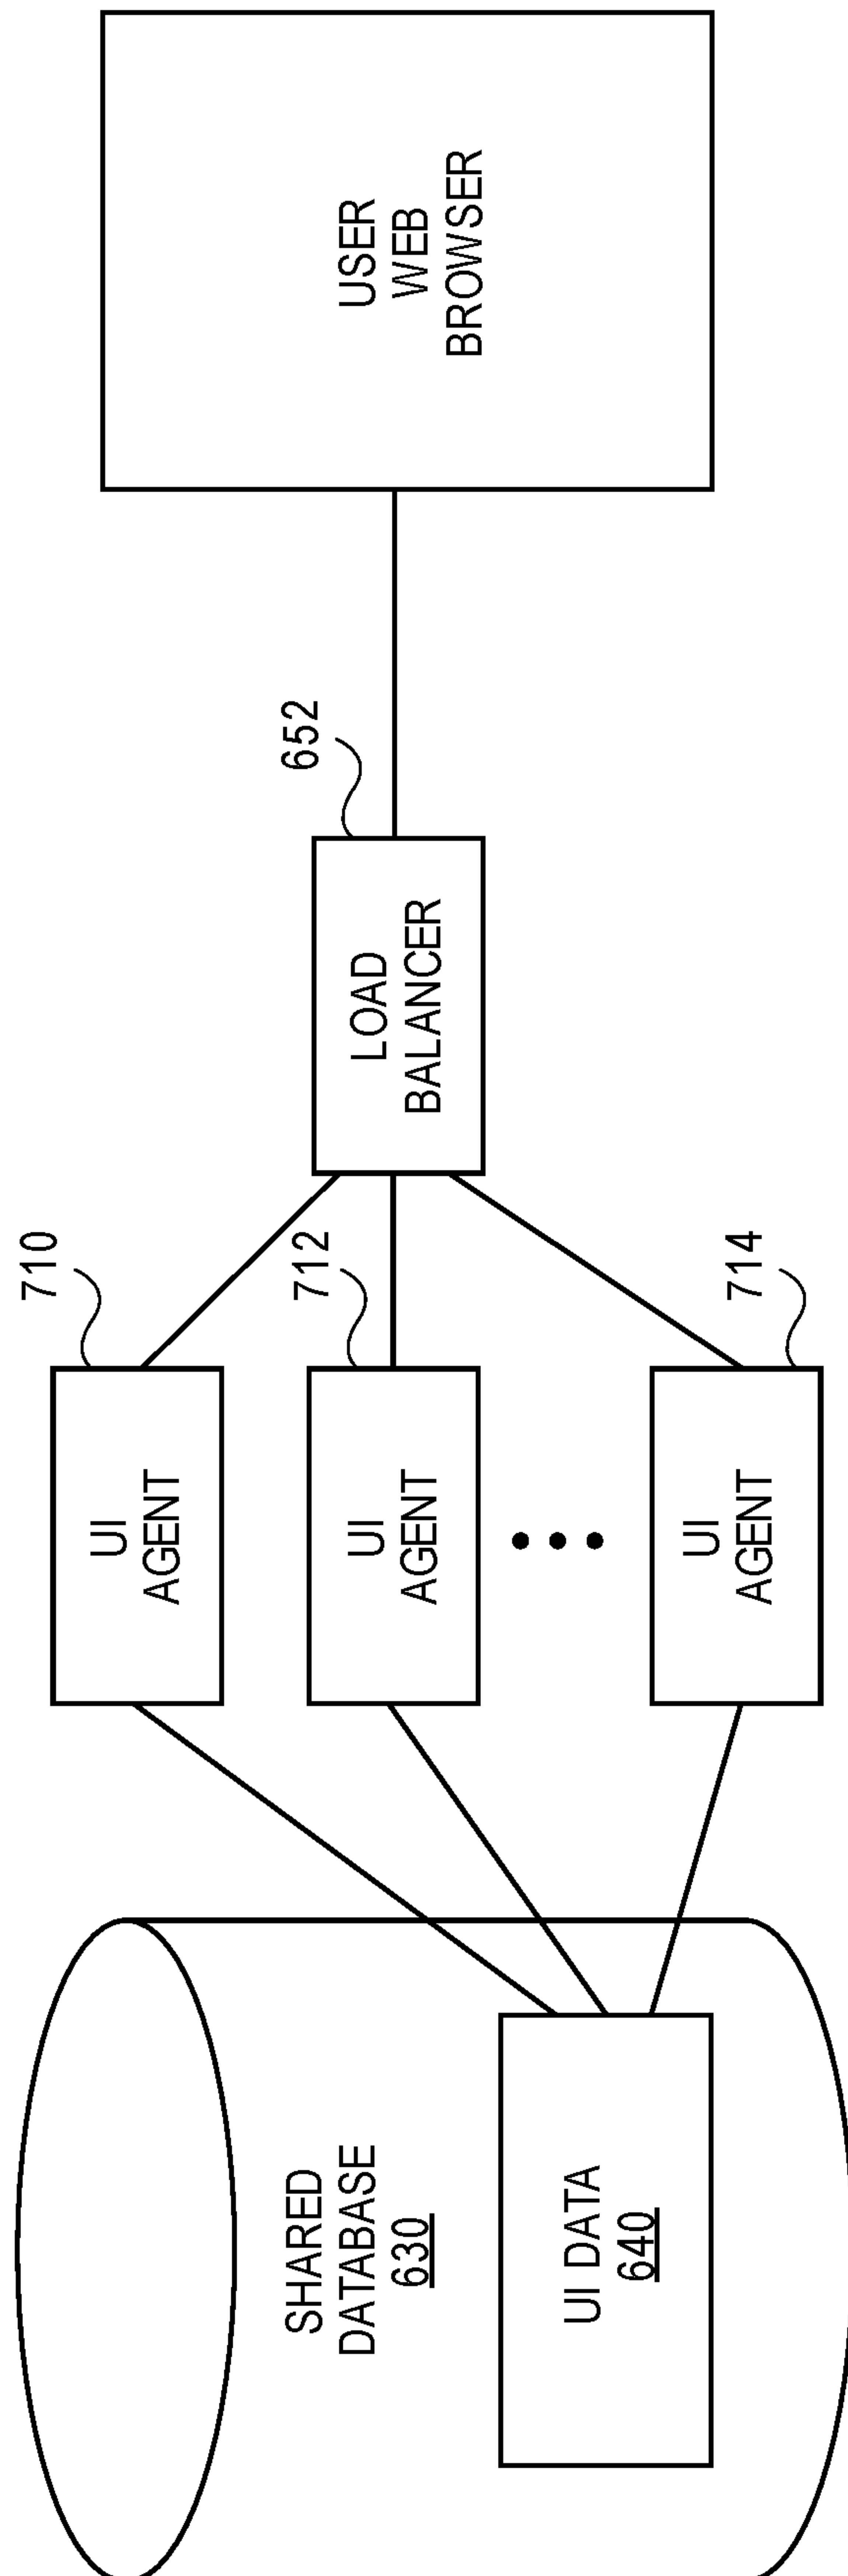 SHARED
DATABASE
630
UI DATA
640
710
UI
AGENT
712
UI
AGENT
714
UI
AGENT
652
LOAD
BALANCER
USER
WEB
BROWSER